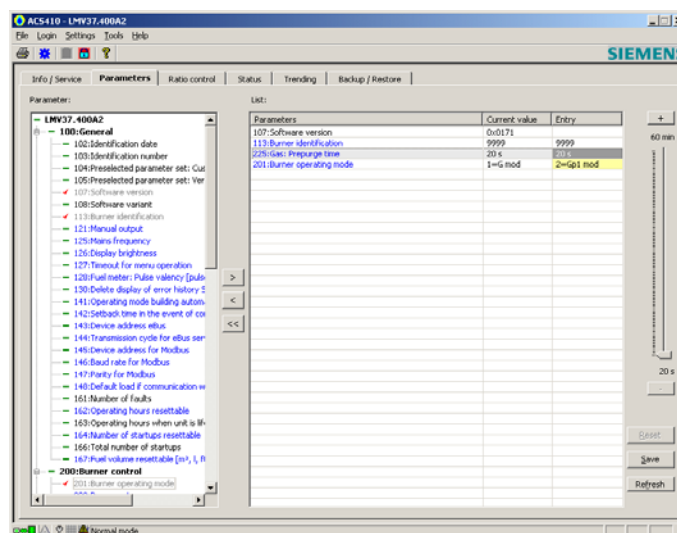 ACS410 - LMV37.400A2
File Login Settings Tools Help
SIEMENS
Info / Service Parameters Ratio control Status Trending Backup / Restore
Parameter: List:
LMV37.400A2
100:General
102:Identification date
103:Identification number
104:Preselected parameter set: Cus
105:Preselected parameter set: Ver
107:Software version
108:Software variant
113:Burner identification
121:Manual output
125:Mains frequency
126:Display brightness
127:Timeout for menu operation
128:Fuel meter: Pulse valency [puls
130:Delete display of error history S
141:Operating mode building autom
142:Setback time in the event of co
143:Device address eBus
144:Transmission cycle for eBus ser
145:Device address for Modbus
146:Baud rate for Modbus
147:Parity for Modbus
148:Default load if communication w
161:Number of faults
162:Operating hours resettable
163:Operating hours when unit is liv
164:Number of startups resettable
166:Total number of startups
167:Fuel volume resettable [m³, l, ft
200:Burner control
201:Burner operating mode
>
<
<<
Parameters Current value Entry
107:Software version 0x0171
113:Burner identification 9999 9999
225:Gas: Prepurge time 20 s 20 s
201:Burner operating mode 1=G mod 2=Gp1 mod
+
60 min
20 s
-
Reset
Save
Refresh
Normal mode